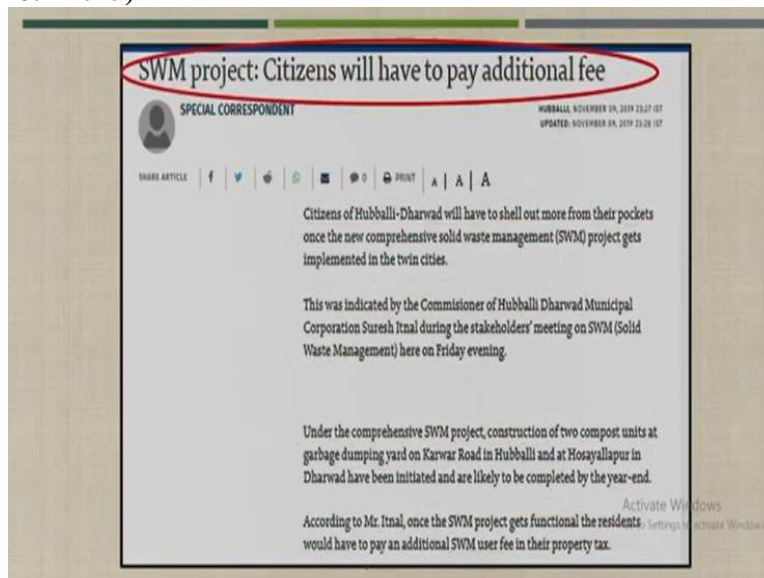 SWM project: Citizens will have to pay additional fee
SPECIAL CORRESPONDENT
HUBBALLI, NOVEMBER 09, 2019 23:27 IST
UPDATED: NOVEMBER 09, 2019 23:28 IST
SHARE ARTICLE 0 PRINT A A A
Citizens of Hubballi-Dharwad will have to shell out more from their pockets
once the new comprehensive solid waste management (SWM) project gets
implemented in the twin cities.
This was indicated by the Commisioner of Hubballi Dharwad Municipal
Corporation Suresh Itnal during the stakeholders' meeting on SWM (Solid
Waste Management) here on Friday evening.
Under the comprehensive SWM project, construction of two compost units at
garbage dumping yard on Karwar Road in Hubballi and at Hosayallapur in
Dharwad have been initiated and are likely to be completed by the year-end.
Activate Windows
According to Mr. Itnal, once the SWM project gets functional the residents
Settings to activate Windows
would have to pay an additional SWM user fee in their property tax.